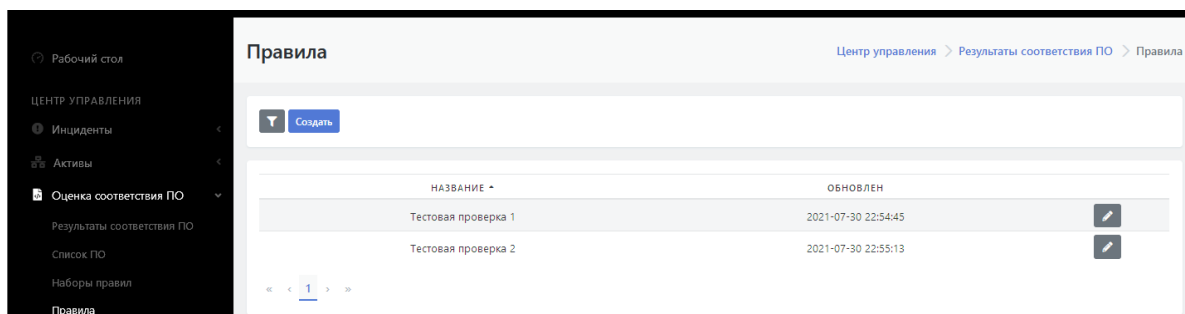 Рабочий стол
ЦЕНТР УПРАВЛЕНИЯ
Инциденты
Активы
Оценка соответствия ПО
Результаты соответствия ПО
Список ПО
Наборы правил
Правила
Правила
Центр управления > Результаты соответствия ПО > Правила
Создать
НАЗВАНИЕ ОБНОВЛЕН
Тестовая проверка 1 2021-07-30 22:54:45
Тестовая проверка 2 2021-07-30 22:55:13
« ‹ 1 › »